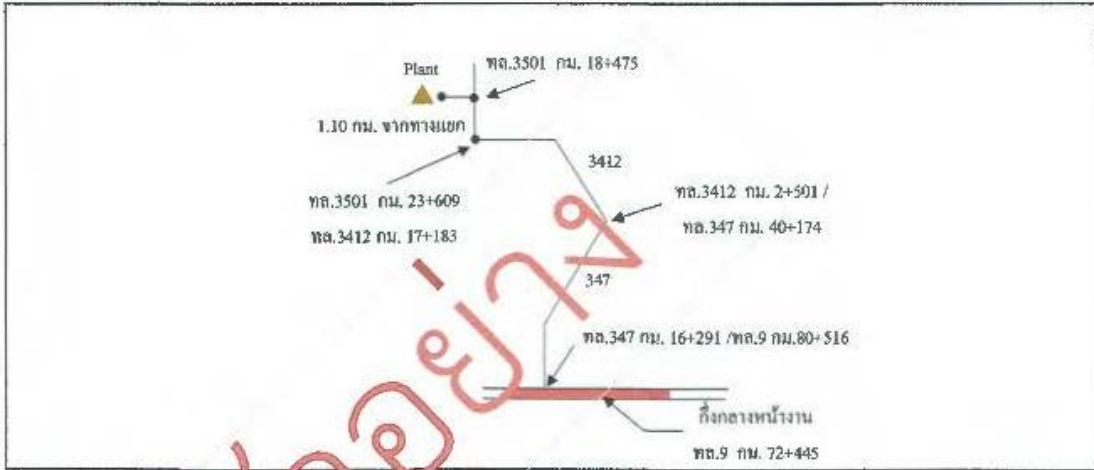 Plant
ทล.3501 กม. 18+475
1.10 กม. จากทางแยก
3412
ทล.3501 กม. 23+609
ทล.3412 กม. 17+183
ทล.3412 กม. 2+501 /
ทล.347 กม. 40+174
347
ทล.347 กม. 16+291 /ทล.9 กม.80+516
กึ่งกลางหน้างาน
ทล.9 กม. 72+445
ตัวอย่าง